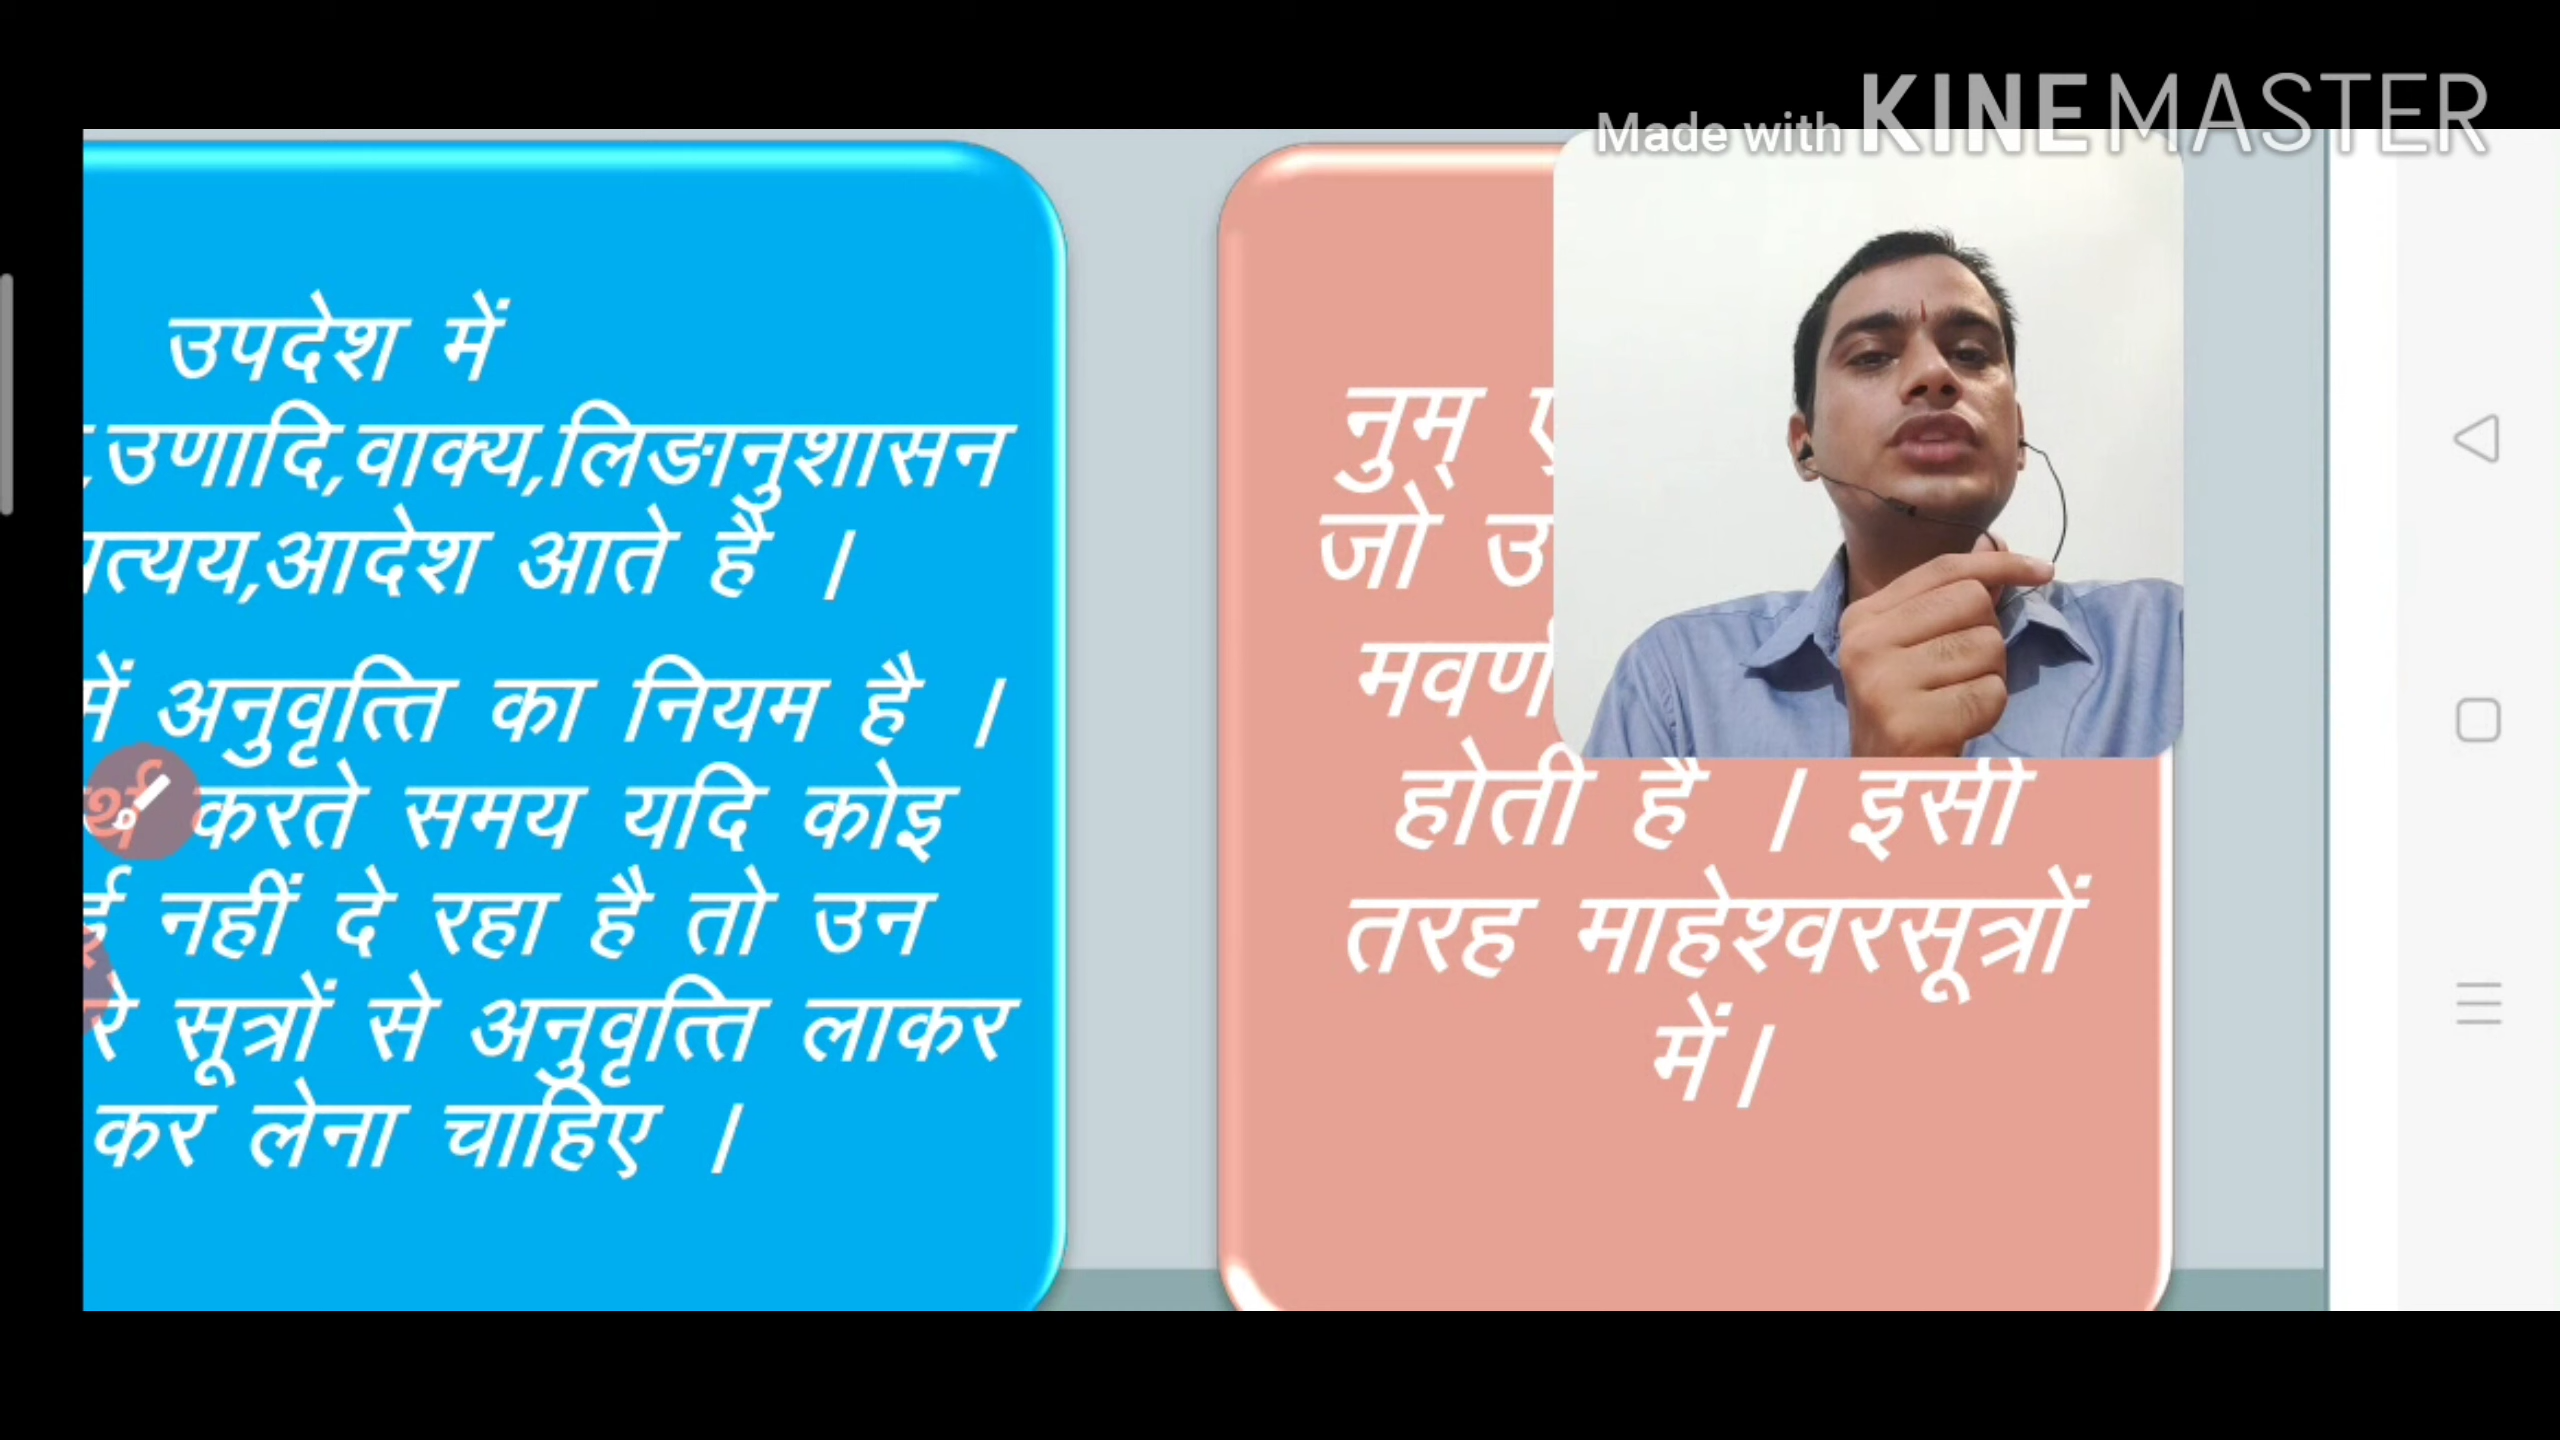 Made with KINEMASTER
उपदेश में
,उणादि,वाक्य,लिङानुशासन
त्यय,आदेश आते है ।
में अनुवृत्ति का नियम है ।
र्थ करते समय यदि कोइ
ई नहीं दे रहा है तो उन
रे सूत्रों से अनुवृत्ति लाकर
कर लेना चाहिए ।
नुम्
जो उ
मवर्ण
होती है । इसी
तरह माहेश्वरसूत्रों
में।